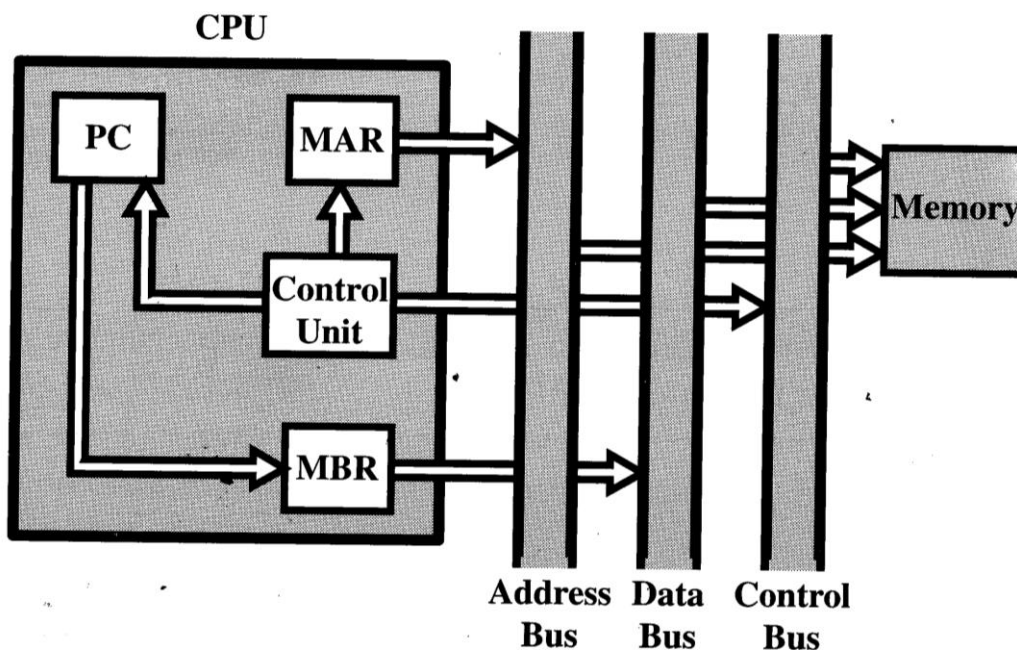 CPU
PC
MAR
Memory
Control
Unit
MBR
Address Data Control
Bus Bus Bus